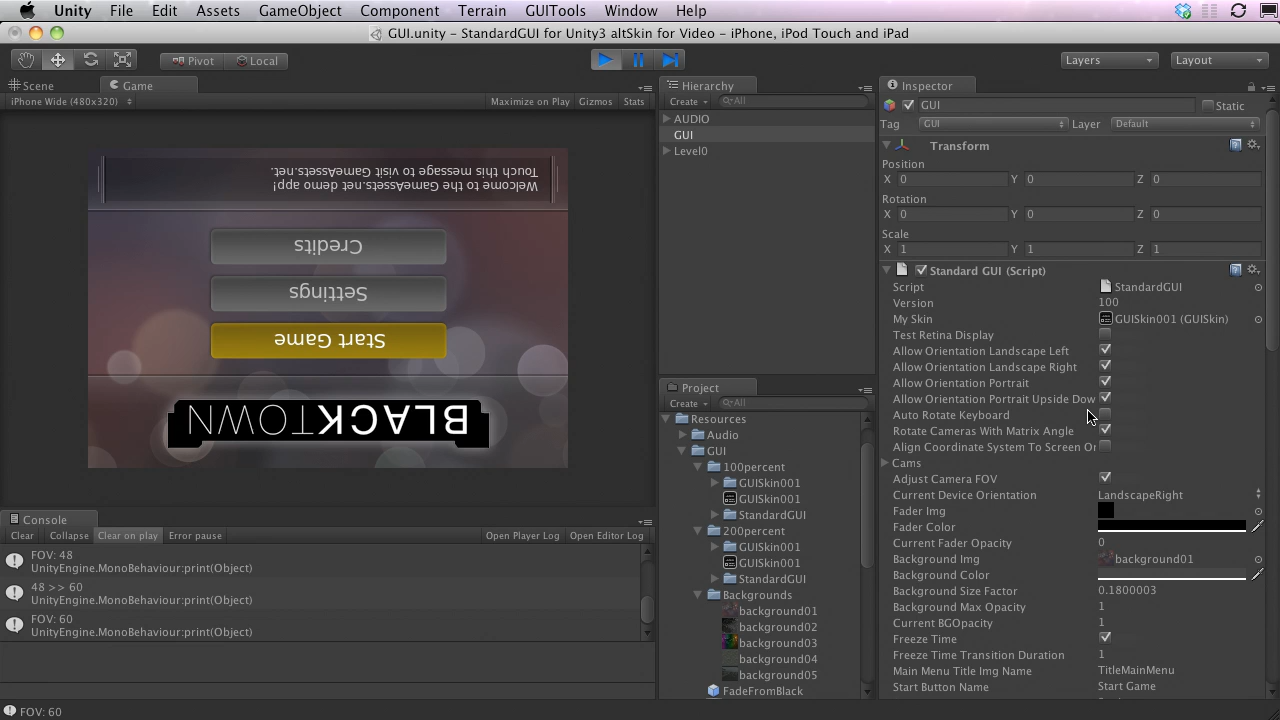 Unity File Edit Assets GameObject Component Terrain GUITools Window Help
GUI.unity - StandardGUI for Unity3 altSkin for Video - iPhone, iPod Touch and iPad
Pivot Local Layers Layout
Scene Game
iPhone Wide (480x320) Maximize on Play Gizmos Stats
Welcome to the GameAssets.net demo app!
Touch this message to visit GameAssets.net.
Credits
Settings
Start Game
BLACKTOWN
Console
Clear Collapse Clear on play Error pause Open Player Log Open Editor Log
FOV: 48
UnityEngine.MonoBehaviour:print(Object)
48 >> 60
UnityEngine.MonoBehaviour:print(Object)
FOV: 60
UnityEngine.MonoBehaviour:print(Object)
FOV: 60
Hierarchy
Create All
AUDIO
GUI
Level0
Project
Create All
Resources
Audio
GUI
100percent
GUISkin001
GUISkin001
StandardGUI
200percent
GUISkin001
GUISkin001
StandardGUI
Backgrounds
background01
background02
background03
background04
background05
FadeFromBlack
Inspector
GUI Static
Tag GUI Layer Default
Transform
Position
X 0 Y 0 Z 0
Rotation
X 0 Y 0 Z 0
Scale
X 1 Y 1 Z 1
Standard GUI (Script)
Script StandardGUI
Version 100
My Skin GUISkin001 (GUISkin)
Test Retina Display
Allow Orientation Landscape Left
Allow Orientation Landscape Right
Allow Orientation Portrait
Allow Orientation Portrait Upside Dow
Auto Rotate Keyboard
Rotate Cameras With Matrix Angle
Align Coordinate System To Screen Or
Cams
Adjust Camera FOV
Current Device Orientation LandscapeRight
Fader Img
Fader Color
Current Fader Opacity 0
Background Img background01
Background Color
Background Size Factor 0.1800003
Background Max Opacity 1
Current BGOpacity 1
Freeze Time
Freeze Time Transition Duration 1
Main Menu Title Img Name TitleMainMenu
Start Button Name Start Game